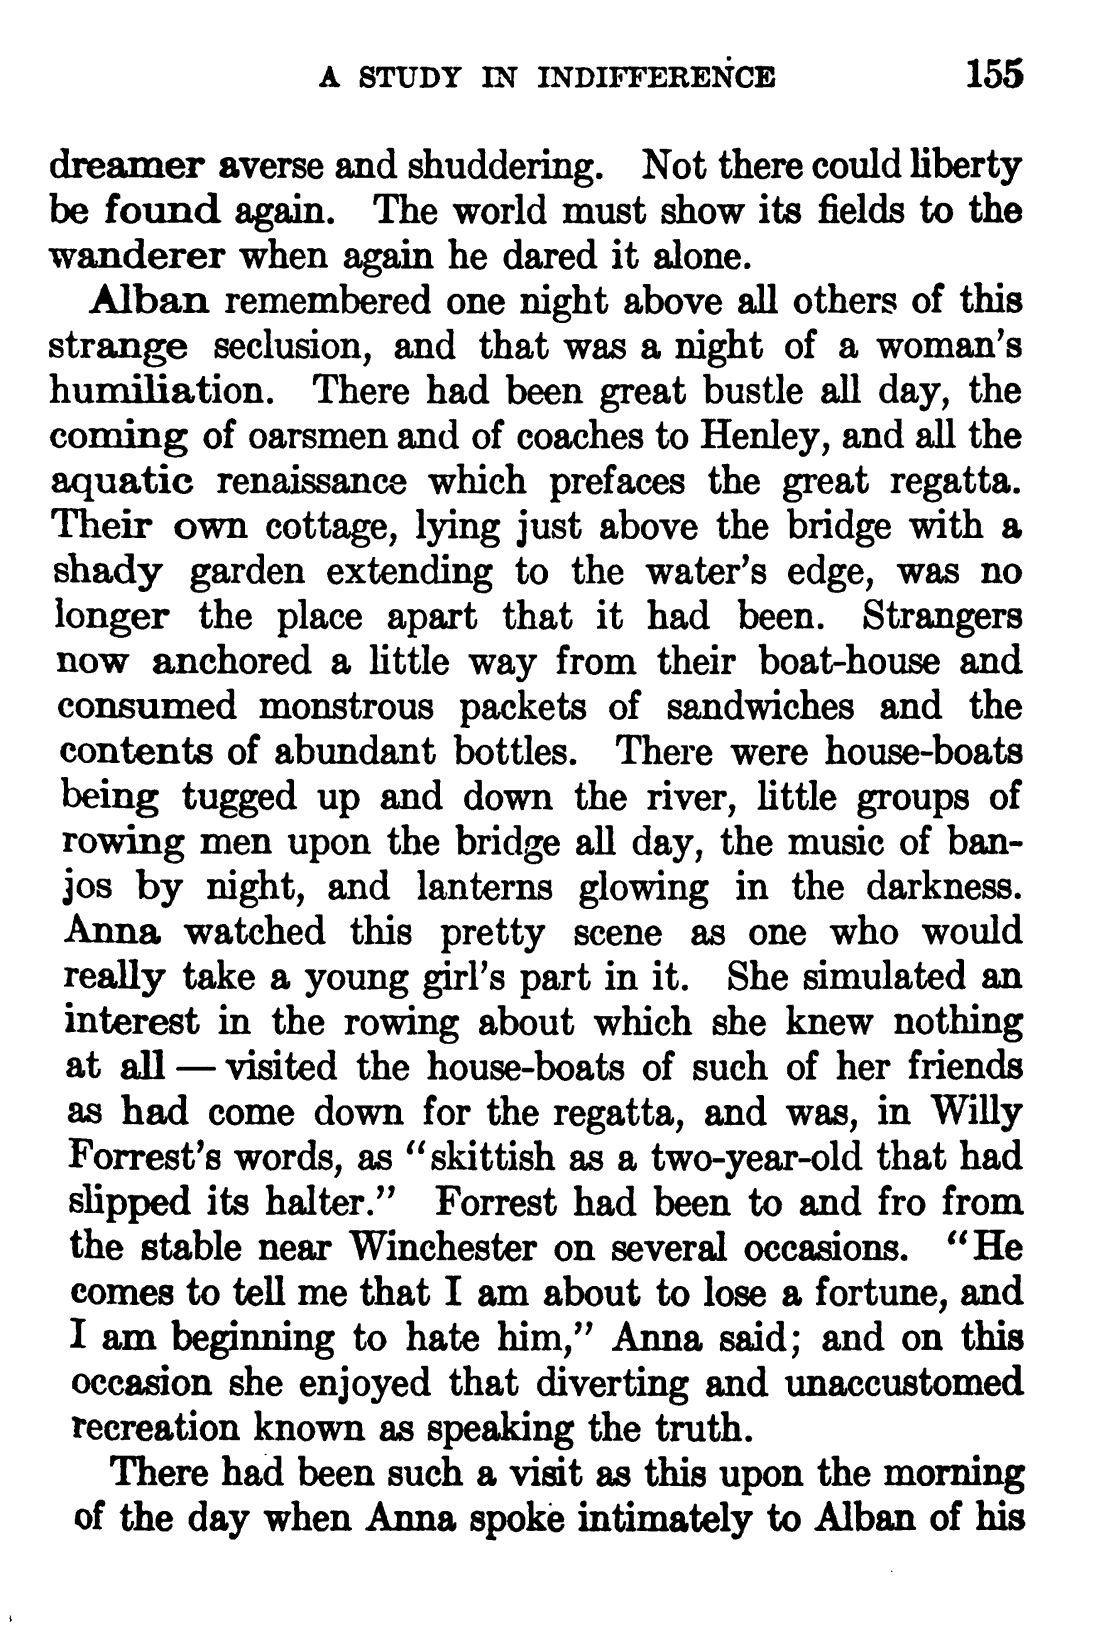 A STUDY IN INDIFFERENCE 155
dreamer averse and shuddering. Not there could liberty
be found again. The world must show its fields to the
wanderer when again he dared it alone.
Alban remembered one night above all others of this
strange seclusion, and that was a night of a woman's
humiliation. There had been great bustle all day, the
coming of oarsmen and of coaches to Henley, and all the
aquatic renaissance which prefaces the great regatta.
Their own cottage, lying just above the bridge with a
shady garden extending to the water's edge, was no
longer the place apart that it had been. Strangers
now anchored a little way from their boat-house and
consumed monstrous packets of sandwiches and the
contents of abundant bottles. There were house-boats
being tugged up and down the river, little groups of
rowing men upon the bridge all day, the music of ban-
jos by night, and lanterns glowing in the darkness.
Anna watched this pretty scene as one who would
really take a young girl's part in it. She simulated an
interest in the rowing about which she knew nothing
at all — visited the house-boats of such of her friends
as had come down for the regatta, and was, in Willy
Forrest's words, as "skittish as a two-year-old that had
slipped its halter." Forrest had been to and fro from
the stable near Winchester on several occasions. "He
comes to tell me that I am about to lose a fortune, and
I am beginning to hate him," Anna said; and on this
occasion she enjoyed that diverting and unaccustomed
recreation known as speaking the truth.
There had been such a visit as this upon the morning
of the day when Anna spoke intimately to Alban of his